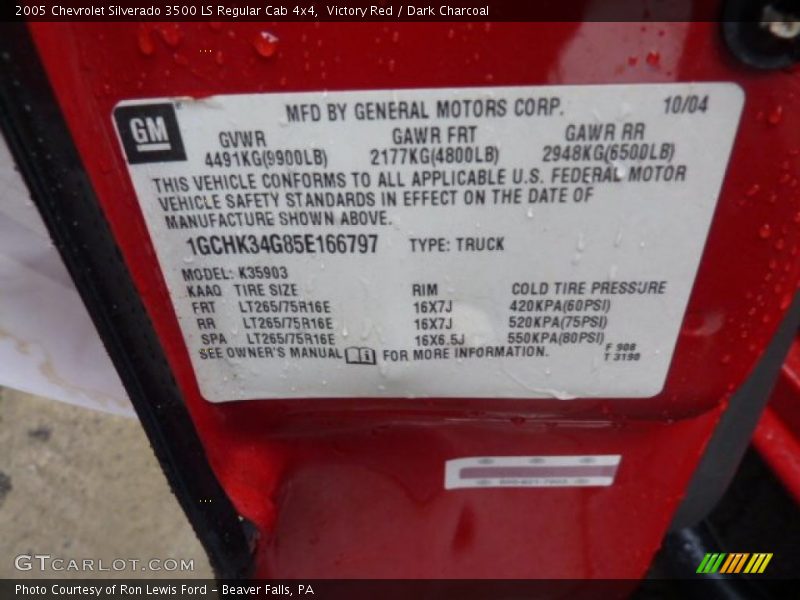 2005 Chevrolet Silverado 3500 LS Regular Cab 4x4,  Victory Red / Dark Charcoal
MFD BY GENERAL MOTORS CORP. 10/04
GM
GVWR GAWR FRT GAWR RR
4491KG(9900LB) 2177KG(4800LB) 2948KG(6500LB)
THIS VEHICLE CONFORMS TO ALL APPLICABLE U.S. FEDERAL MOTOR
VEHICLE SAFETY STANDARDS IN EFFECT ON THE DATE OF
MANUFACTURE SHOWN ABOVE.
1GCHK34G85E166797 TYPE: TRUCK
MODEL: K35903
KAAQ TIRE SIZE RIM COLD TIRE PRESSURE
FRT LT265/75R16E 16X7J 420KPA(60PSI)
RR LT265/75R16E 16X7J 520KPA(75PSI)
SPA LT265/75R16E 16X6.5J 550KPA(80PSI)
SEE OWNER'S MANUAL FOR MORE INFORMATION.
F 908
T 3190
GTCARLOT.COM
Photo Courtesy of Ron Lewis Ford - Beaver Falls, PA